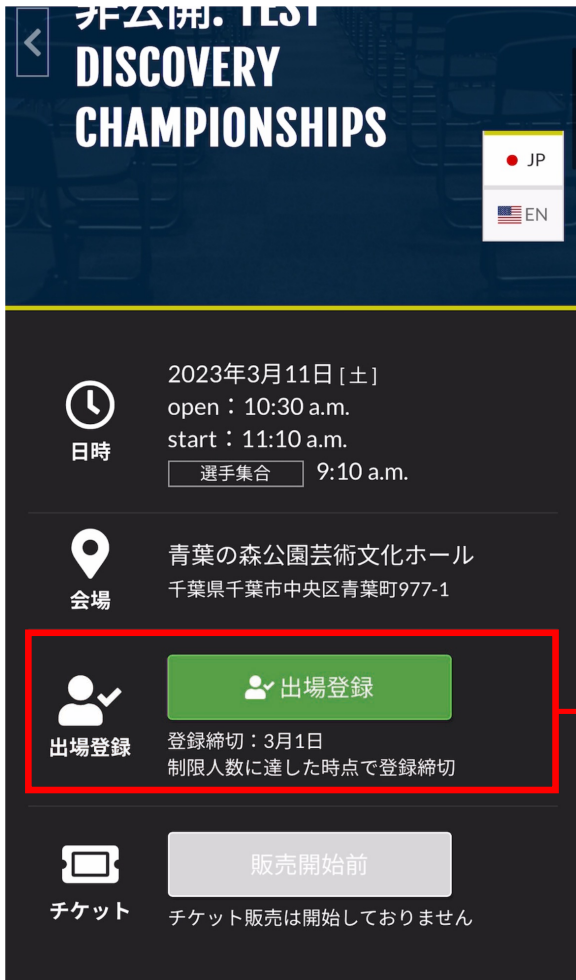 非公開. TEST
DISCOVERY
CHAMPIONSHIPS
JP
EN
2023年3月11日 [土]
open：10:30 a.m.
start：11:10 a.m.
選手集合 9:10 a.m.
日時
青葉の森公園芸術文化ホール
千葉県千葉市中央区青葉町977-1
会場
出場登録
登録締切：3月1日
制限人数に達した時点で登録締切
出場登録
販売開始前
チケット販売は開始しておりません
チケット